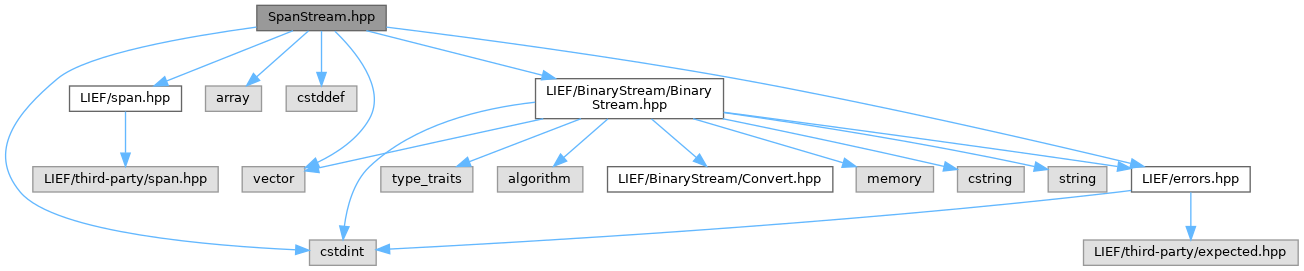 SpanStream.hpp
LIEF/span.hpp
array
cstddef
LIEF/BinaryStream/Binary
Stream.hpp
LIEF/third-party/span.hpp
vector
type_traits
algorithm
LIEF/BinaryStream/Convert.hpp
memory
cstring
string
LIEF/errors.hpp
cstdint
LIEF/third-party/expected.hpp